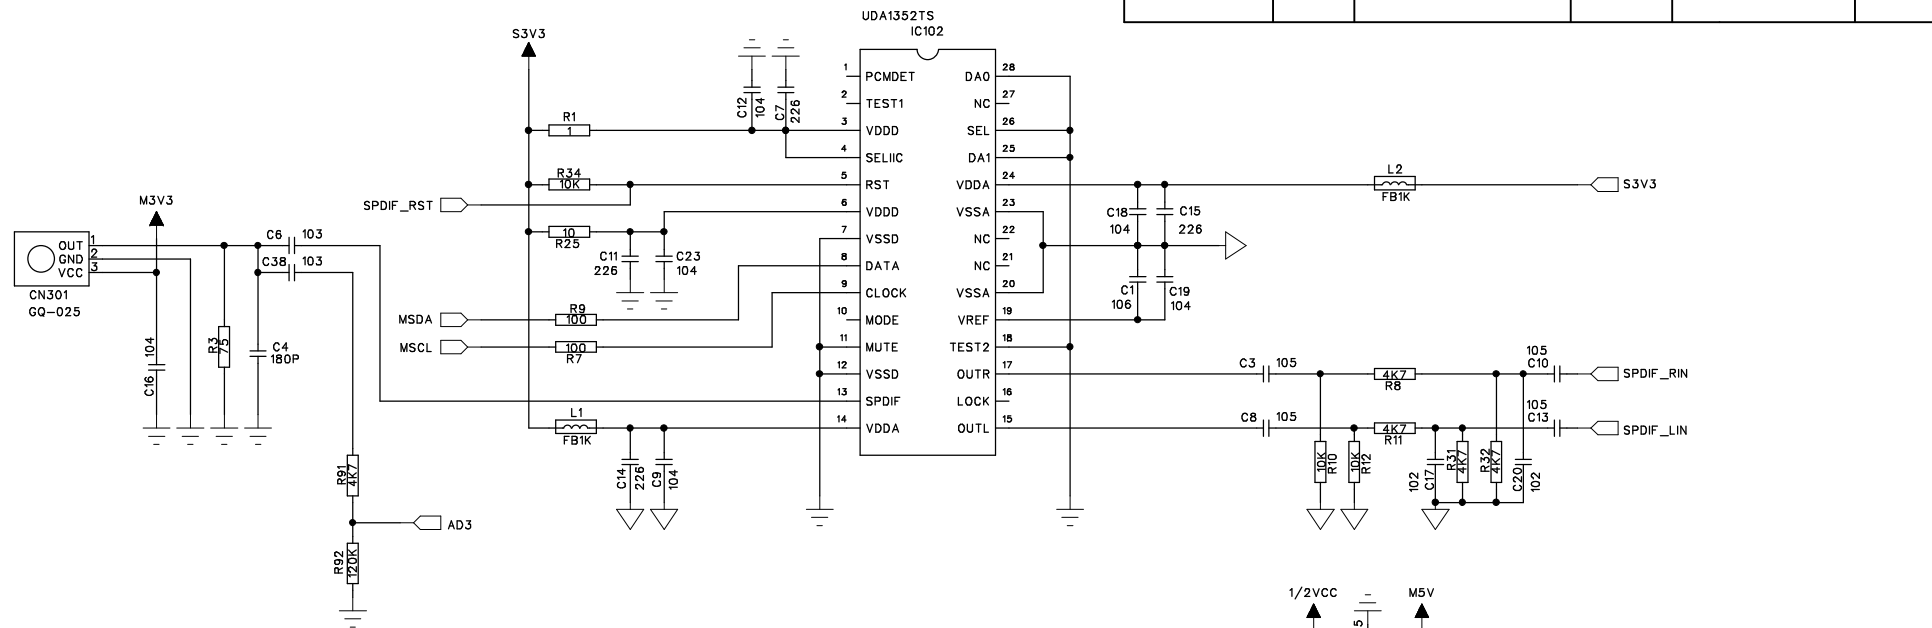 UDA1352TS
IC102
S3V3
1 PCMDET DA0 28
2 TEST1 NC 27
3 VDDD SEL 26
4 SELIIC DA1 25
5 RST VDDA 24
6 VDDD VSSA 23
7 VSSD NC 22
8 DATA NC 21
9 CLOCK VSSA 20
10 MODE VREF 19
11 MUTE TEST2 18
12 VSSD OUTR 17
13 SPDIF LOCK 16
14 VDDA OUTL 15
C12
104
C7
226
R1
1
R34
10K
SPDIF_RST
10
R25
C11
226
C23
104
M3V3
OUT 1
GND 2
VCC 3
CN301
GQ-025
C6 103
C38 103
104
C16
R3
75
C4
180P
MSDA
R9
100
MSCL
100
R7
L1
FB1K
C14
226
C9
104
R91
4K7
AD3
R92
120K
L2
FB1K
S3V3
C18
104
C15
226
C1
106
C19
104
C3 105
4K7
R8
105
C10
SPDIF_RIN
C8 105
4K7
R11
105
C13
SPDIF_LIN
10K
R10
10K
R12
102
C17
R31
4K7
R32
4K7
C20
102
1/2VCC
M5V
5